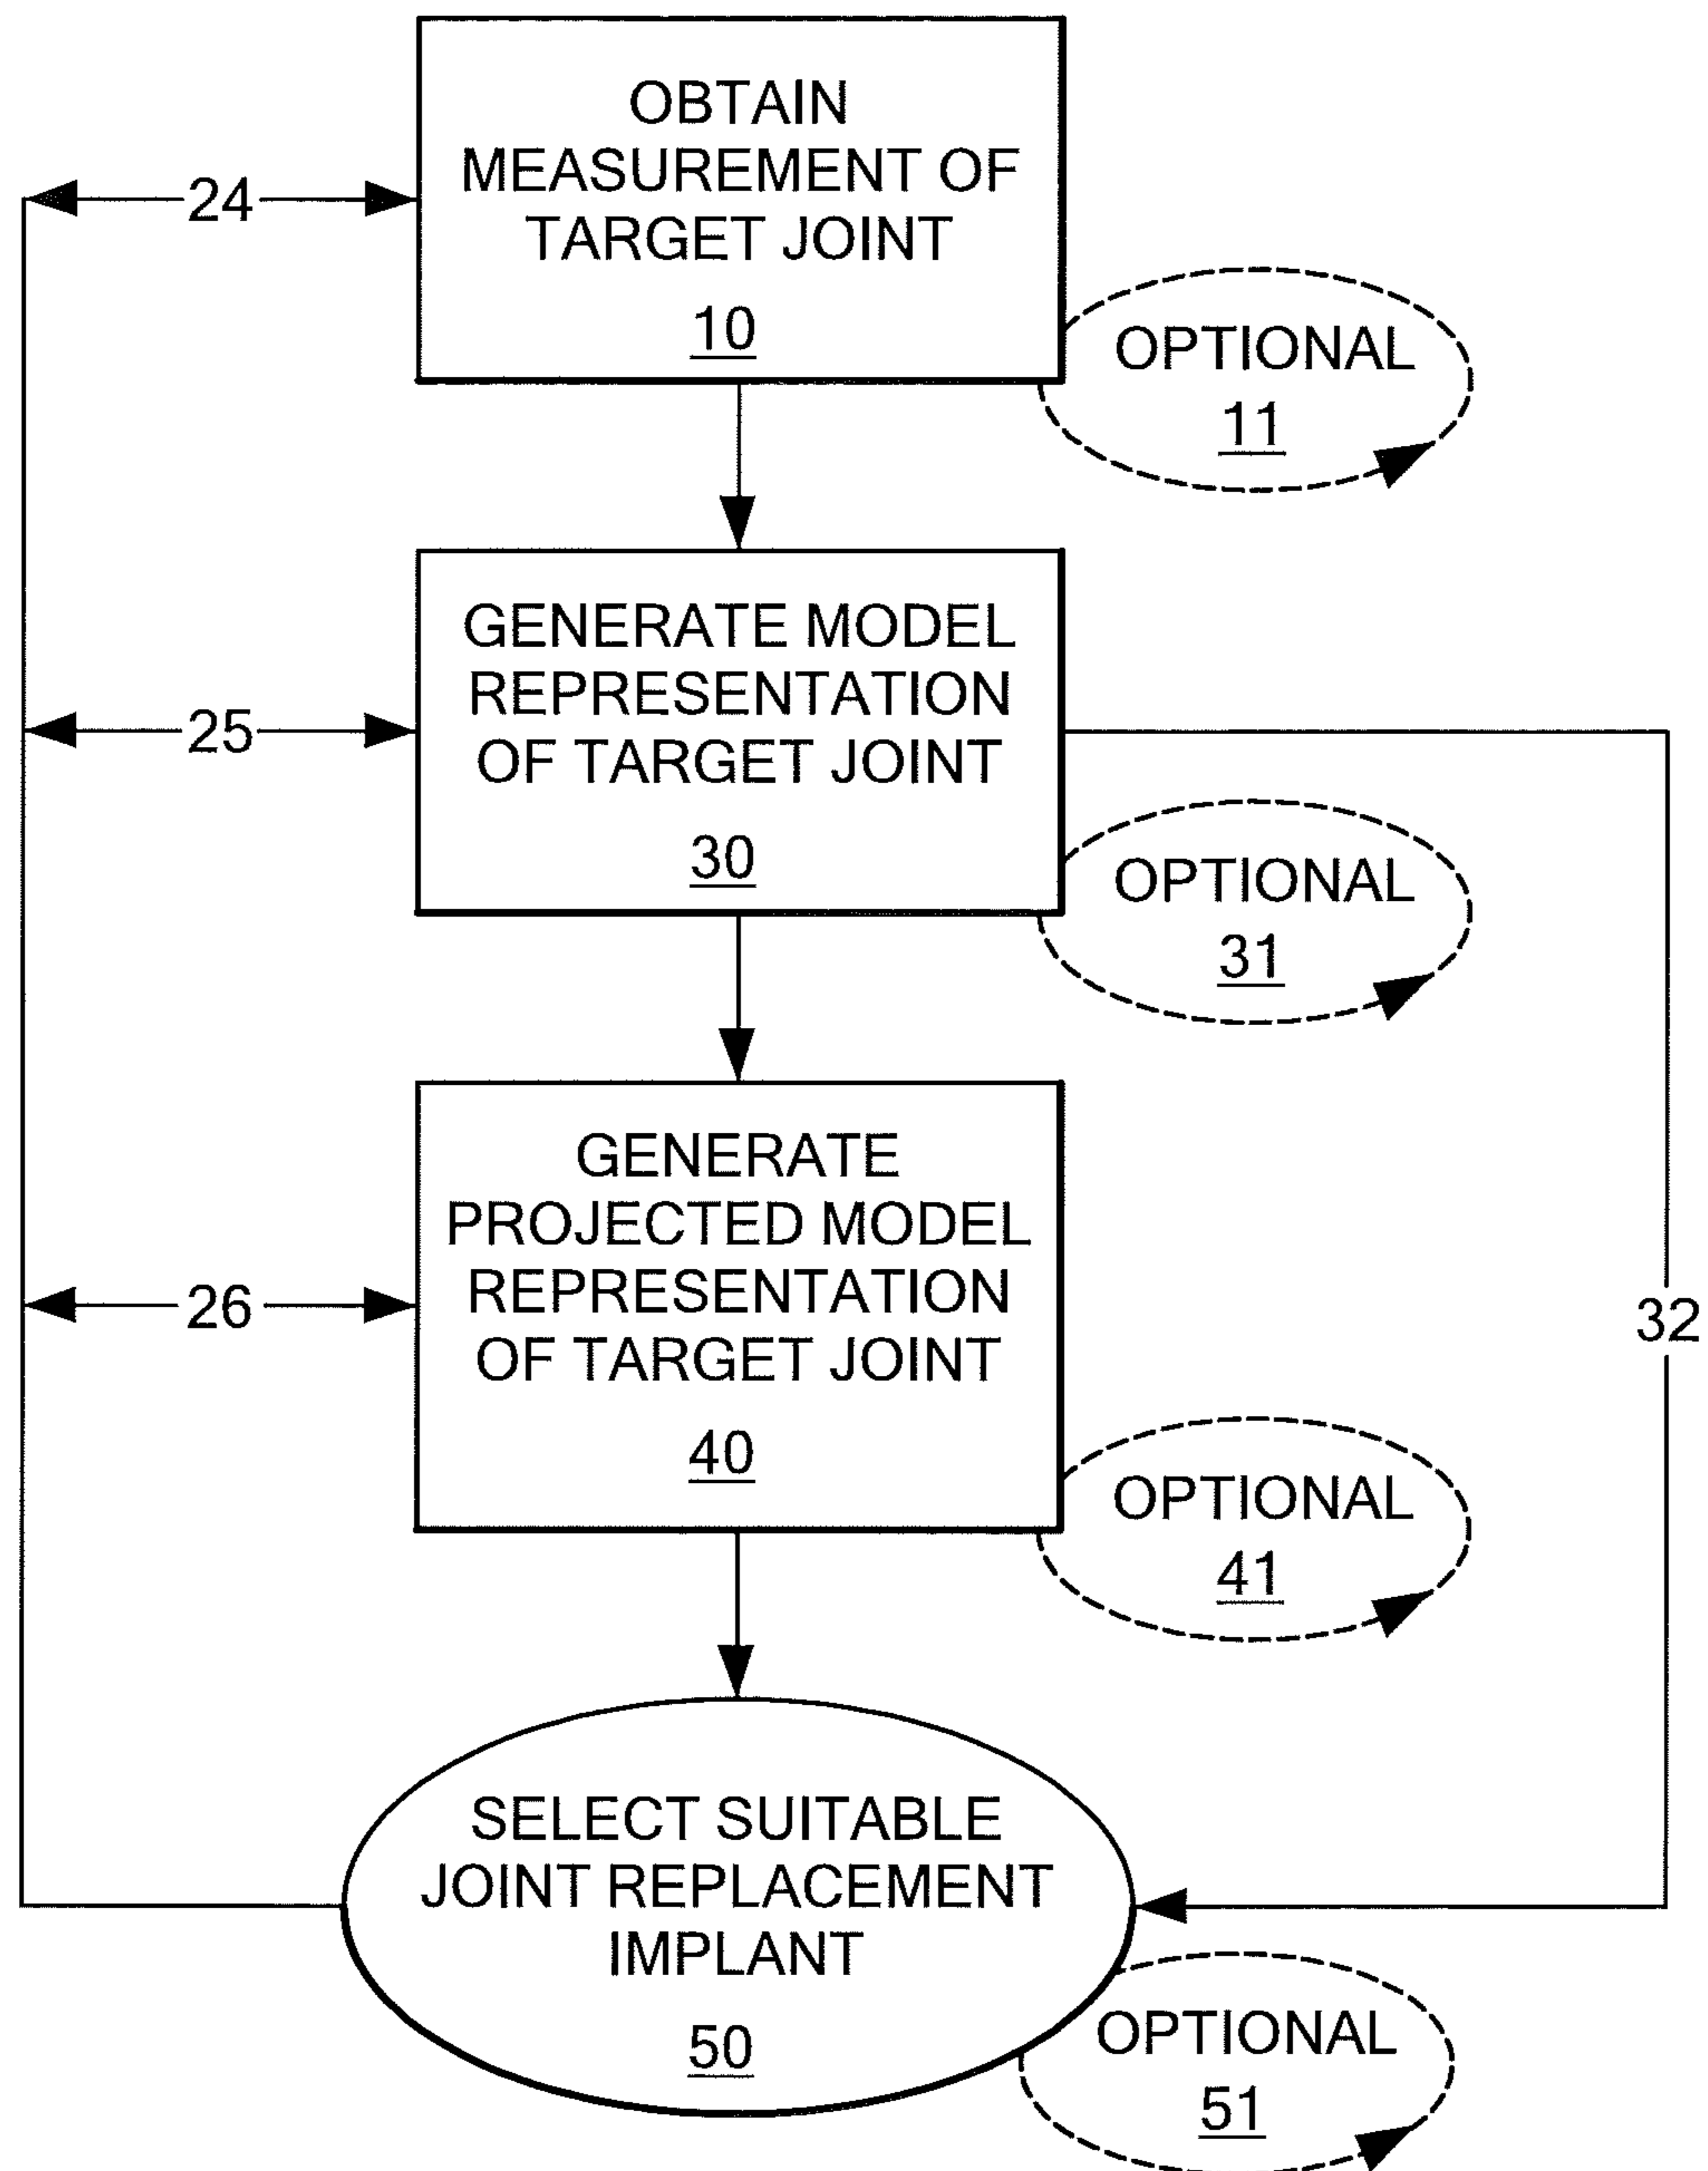 OBTAIN
MEASUREMENT OF
TARGET JOINT
10
24
OPTIONAL
11
GENERATE MODEL
REPRESENTATION
OF TARGET JOINT
30
25
OPTIONAL
31
GENERATE
PROJECTED MODEL
REPRESENTATION
OF TARGET JOINT
40
26
32
OPTIONAL
41
SELECT SUITABLE
JOINT REPLACEMENT
IMPLANT
50
OPTIONAL
51